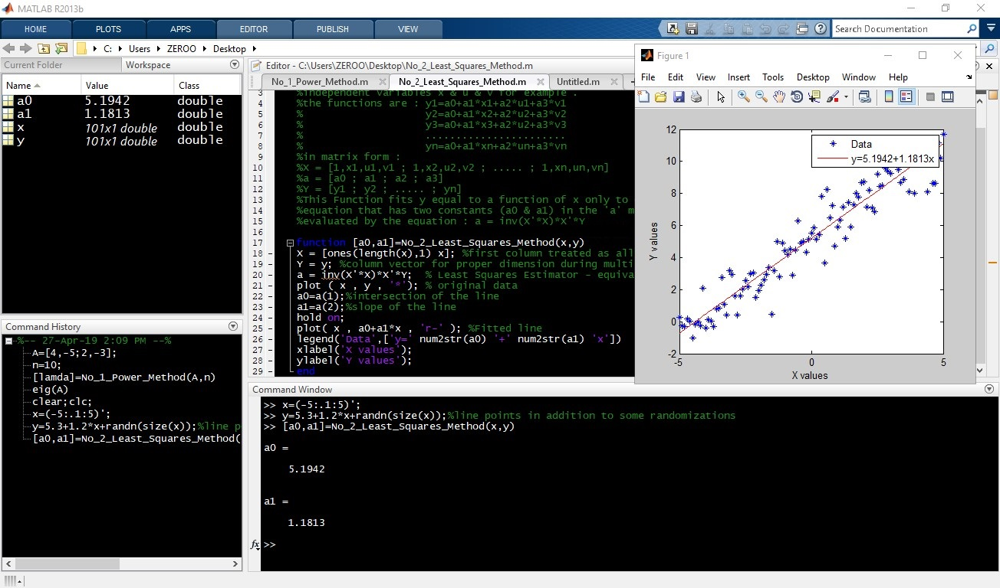 MATLAB R2013b
HOME PLOTS APPS EDITOR PUBLISH VIEW
Search Documentation
C: Users ZEROO Desktop
Current Folder Workspace
Name Value Class
a0 5.1942 double
a1 1.1813 double
x 101x1 double double
y 101x1 double double
Command History
%-- 27-Apr-19 2:09 PM --%
A=[4,-5;2,-3];
n=10;
[lamda]=No_1_Power_Method(A,n)
eig(A)
clear;clc;
x=(-5:.1:5)';
y=5.3+1.2*x+randn(size(x));%line p
[a0,a1]=No_2_Least_Squares_Method(
Editor - C:\Users\ZEROO\Desktop\No_2_Least_Squares_Method.m
No_1_Power_Method.m No_2_Least_Squares_Method.m Untitled.m
3 %independent variables x & u & v for example .
4 %the functions are : y1=a0+a1*x1+a2*u1+a3*v1
5 % y2=a0+a1*x2+a2*u2+a3*v2
6 % y3=a0+a1*x3+a2*u2+a3*v3
7 % .......................
8 % yn=a0+a1*xn+a2*un+a3*vn
9 %in matrix form :
10 %X = [1,x1,u1,v1 ; 1,x2,u2,v2 ; ..... ; 1,xn,un,vn]
11 %a = [a0 ; a1 ; a2 ; a3]
12 %Y = [y1 ; y2 ; ..... ; yn]
13 %This Function fits y equal to a function of x only to
14 %equation that has two constants (a0 & a1) in the 'a' m
15 %evaluated by the equation : a = inv(X'*X)*X'*Y
16
17 function [a0,a1]=No_2_Least_Squares_Method(x,y)
18 - X = [ones(length(x),1) x]; %first column treated as all
19 - Y = y; %column vector for proper dimension during multi
20 - a = inv(X'*X)*X'*Y; % Least Squares Estimator - equiva
21 - plot ( x , y , '*'); % original data
22 - a0=a(1);%intersection of the line
23 - a1=a(2);%slope of the line
24 - hold on;
25 - plot( x , a0+a1*x , 'r-' ); %Fitted line
26 - legend('Data',['y=' num2str(a0) '+' num2str(a1) 'x'])
27 - xlabel('X values');
28 - ylabel('Y values');
29 - end
Command Window
>> x=(-5:.1:5)';
>> y=5.3+1.2*x+randn(size(x));%line points in addition to some randomizations
>> [a0,a1]=No_2_Least_Squares_Method(x,y)
a0 =
5.1942
a1 =
1.1813
fx >>
Figure 1
File Edit View Insert Tools Desktop Window Help
12
10
8
6
4
2
0
-2
-5 0 5
X values
Y values
Data
y=5.1942+1.1813x